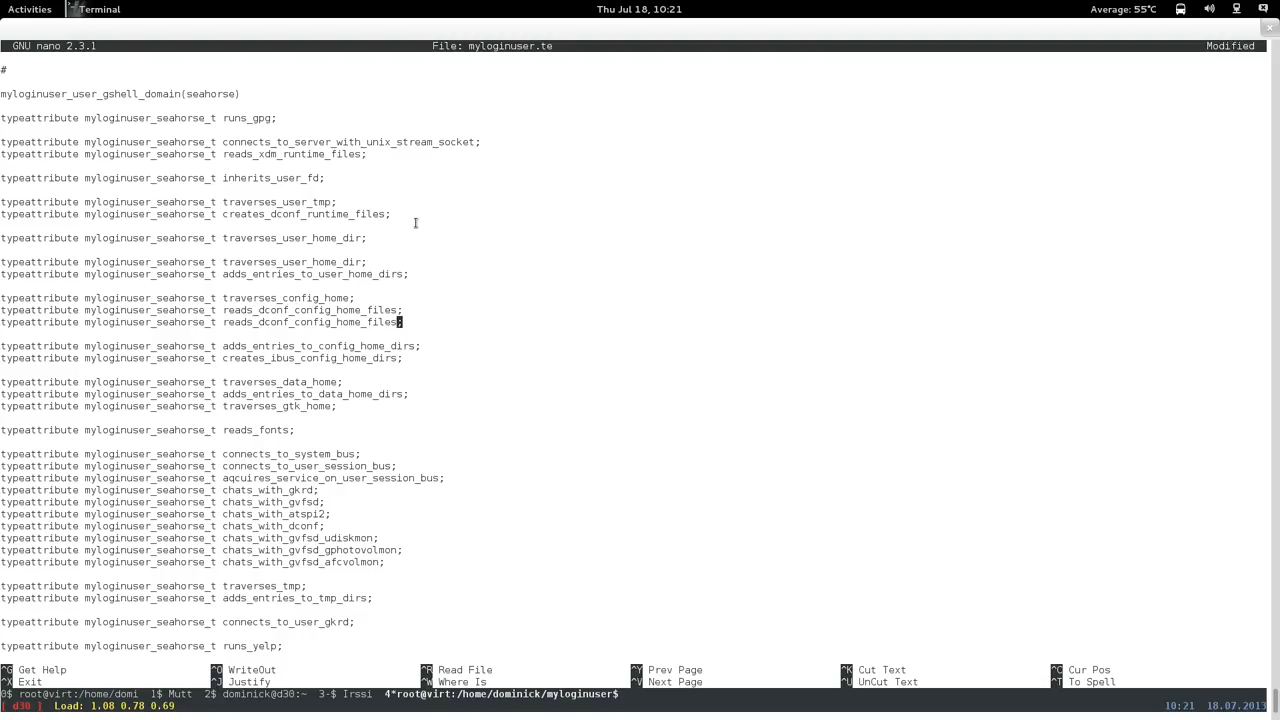 Activities Terminal Thu Jul 18, 10:21 Average: 55°C
GNU nano 2.3.1 File: myloginuser.te Modified
#
myloginuser_user_gshell_domain(seahorse)
typeattribute myloginuser_seahorse_t runs_gpg;
typeattribute myloginuser_seahorse_t connects_to_server_with_unix_stream_socket;
typeattribute myloginuser_seahorse_t reads_xdm_runtime_files;
typeattribute myloginuser_seahorse_t inherits_user_fd;
typeattribute myloginuser_seahorse_t traverses_user_tmp;
typeattribute myloginuser_seahorse_t creates_dconf_runtime_files;
typeattribute myloginuser_seahorse_t traverses_user_home_dir;
typeattribute myloginuser_seahorse_t traverses_user_home_dir;
typeattribute myloginuser_seahorse_t adds_entries_to_user_home_dirs;
typeattribute myloginuser_seahorse_t traverses_config_home;
typeattribute myloginuser_seahorse_t reads_dconf_config_home_files;
typeattribute myloginuser_seahorse_t reads_dconf_config_home_files;
typeattribute myloginuser_seahorse_t adds_entries_to_config_home_dirs;
typeattribute myloginuser_seahorse_t creates_ibus_config_home_dirs;
typeattribute myloginuser_seahorse_t traverses_data_home;
typeattribute myloginuser_seahorse_t adds_entries_to_data_home_dirs;
typeattribute myloginuser_seahorse_t traverses_gtk_home;
typeattribute myloginuser_seahorse_t reads_fonts;
typeattribute myloginuser_seahorse_t connects_to_system_bus;
typeattribute myloginuser_seahorse_t connects_to_user_session_bus;
typeattribute myloginuser_seahorse_t aqcuires_service_on_user_session_bus;
typeattribute myloginuser_seahorse_t chats_with_gkrd;
typeattribute myloginuser_seahorse_t chats_with_gvfsd;
typeattribute myloginuser_seahorse_t chats_with_atspi2;
typeattribute myloginuser_seahorse_t chats_with_dconf;
typeattribute myloginuser_seahorse_t chats_with_gvfsd_udiskmon;
typeattribute myloginuser_seahorse_t chats_with_gvfsd_gphotovolmon;
typeattribute myloginuser_seahorse_t chats_with_gvfsd_afcvolmon;
typeattribute myloginuser_seahorse_t traverses_tmp;
typeattribute myloginuser_seahorse_t adds_entries_to_tmp_dirs;
typeattribute myloginuser_seahorse_t connects_to_user_gkrd;
typeattribute myloginuser_seahorse_t runs_yelp;
^G Get Help ^O WriteOut ^R Read File ^Y Prev Page ^K Cut Text ^C Cur Pos
^X Exit ^J Justify ^W Where Is ^V Next Page ^U UnCut Text ^T To Spell
0$ root@virt:/home/domi 1$ Mutt 2$ dominick@d30:~ 3-$ Irssi 4*root@virt:/home/dominick/myloginuser$
[ d30 ] Load: 1.08 0.78 0.69 10:21 18.07.2013